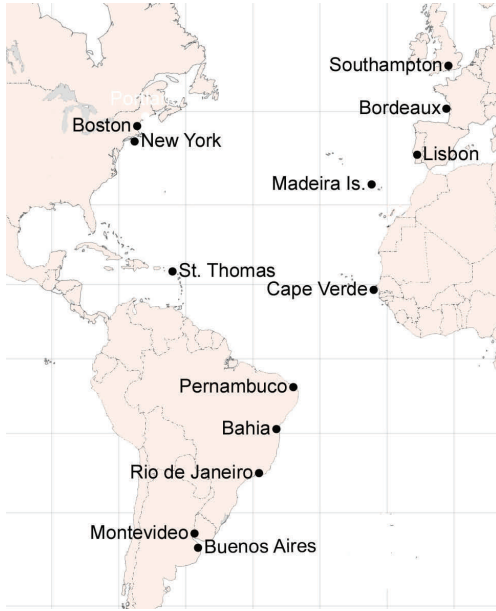 Southampton
Bordeaux
Boston
New York
Lisbon
Madeira Is.
St. Thomas
Cape Verde
Pernambuco
Bahia
Rio de Janeiro
Montevideo
Buenos Aires